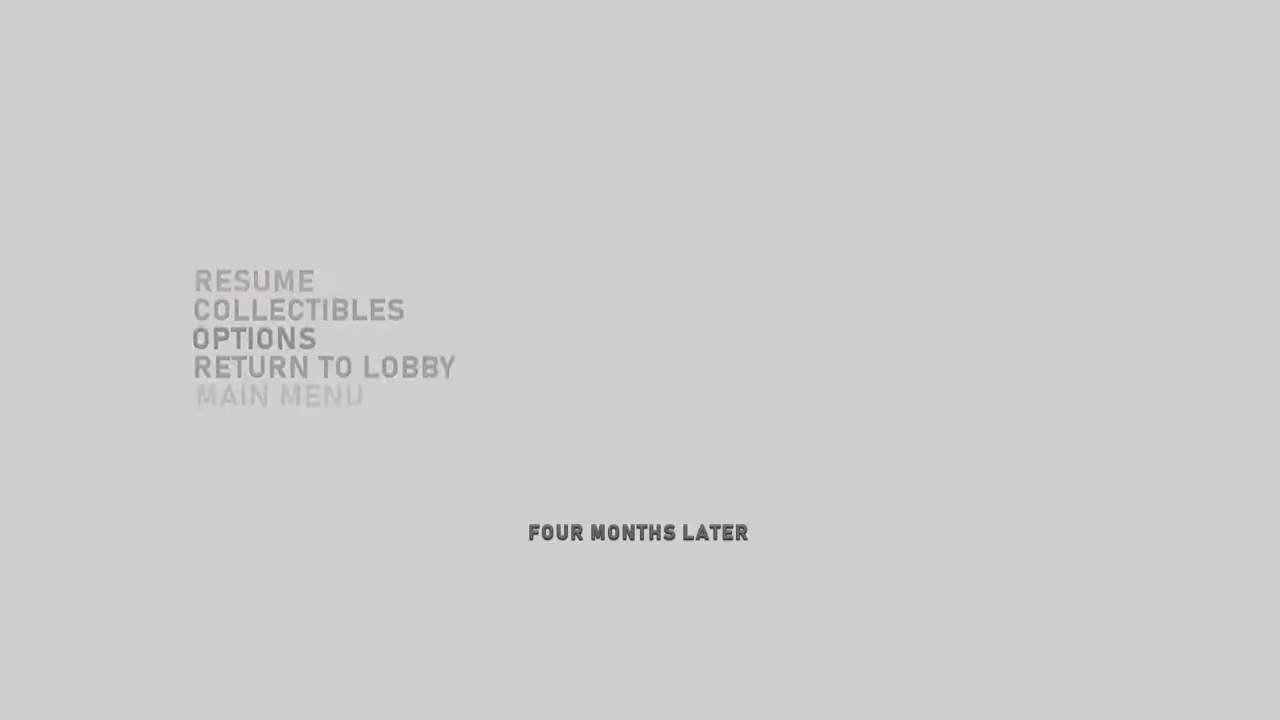 RESUME
COLLECTIBLES
OPTIONS
RETURN TO LOBBY
MAIN MENU
FOUR MONTHS LATER